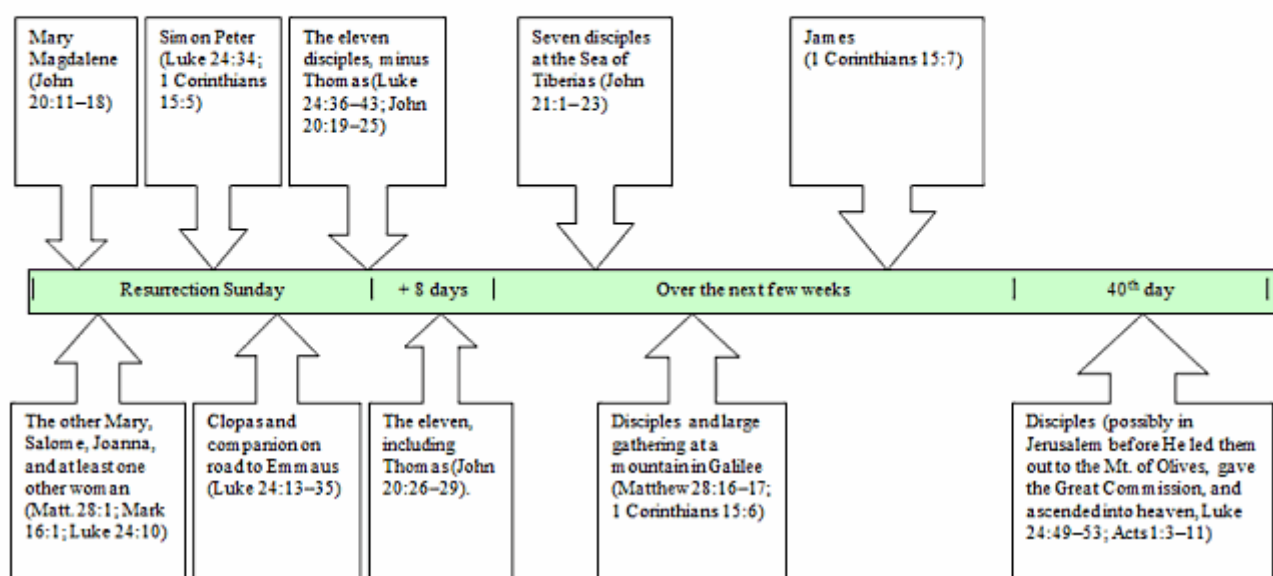 Mary
Magdalene
(John
20:11–18)
Simon Peter
(Luke 24:34;
1 Corinthians
15:5)
The eleven
disciples, minus
Thomas (Luke
24:36–43; John
20:19–25)
Seven disciples
at the Sea of
Tiberias (John
21:1–23)
James
(1 Corinthians 15:7)
Resurrection Sunday
+ 8 days
Over the next few weeks
40th day
The other Mary,
Salome, Joanna,
and at least one
other woman
(Matt. 28:1; Mark
16:1; Luke 24:10)
Clopas and
companion on
road to Emmaus
(Luke 24:13–35)
The eleven,
including
Thomas (John
20:26–29).
Disciples and large
gathering at a
mountain in Galilee
(Matthew 28:16–17;
1 Corinthians 15:6)
Disciples (possibly in
Jerusalem before He led them
out to the Mt. of Olives, gave
the Great Commission, and
ascended into heaven, Luke
24:49–53; Acts 1:3–11)